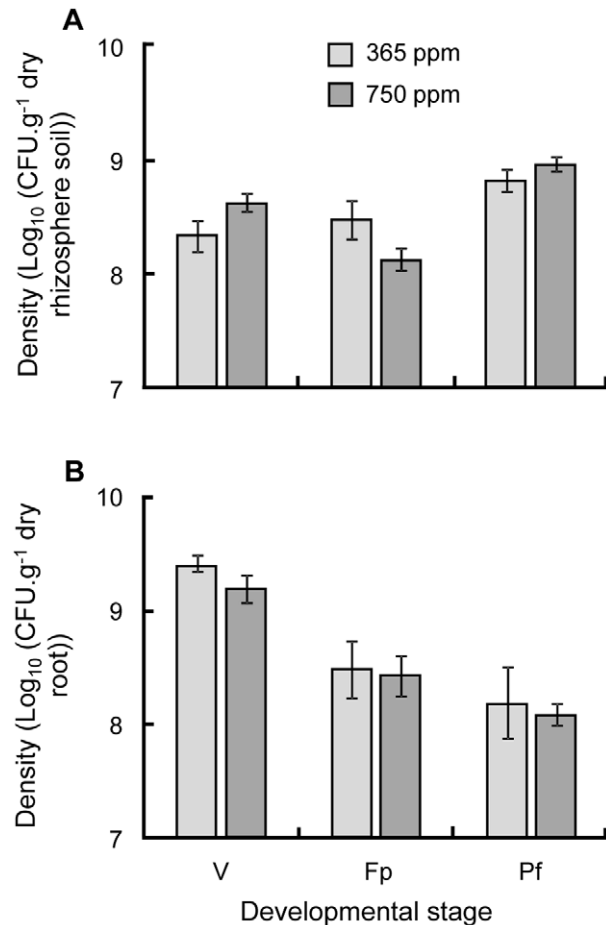 A
10
365 ppm
750 ppm
9
8
7
Density (Log₁₀ (CFU.g⁻¹ dry
rhizosphere soil))
B
10
9
8
7
Density (Log₁₀ (CFU.g⁻¹ dry
root))
V Fp Pf
Developmental stage